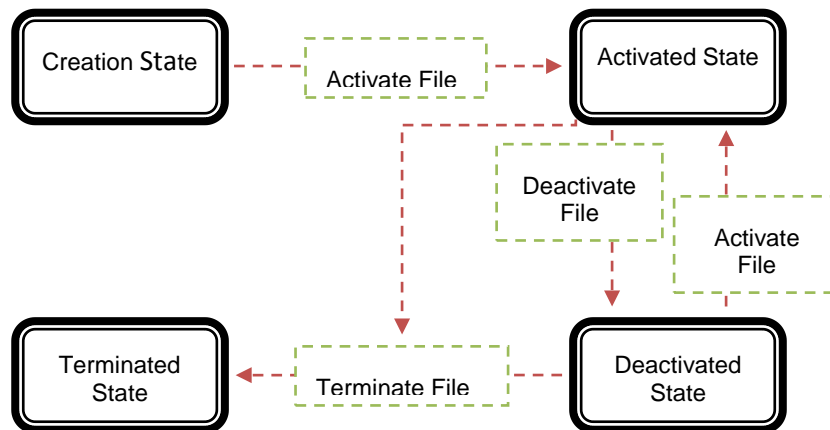 Creation State
Activate File
Activated State
Deactivate
File
Activate
File
Terminated
State
Terminate File
Deactivated
State